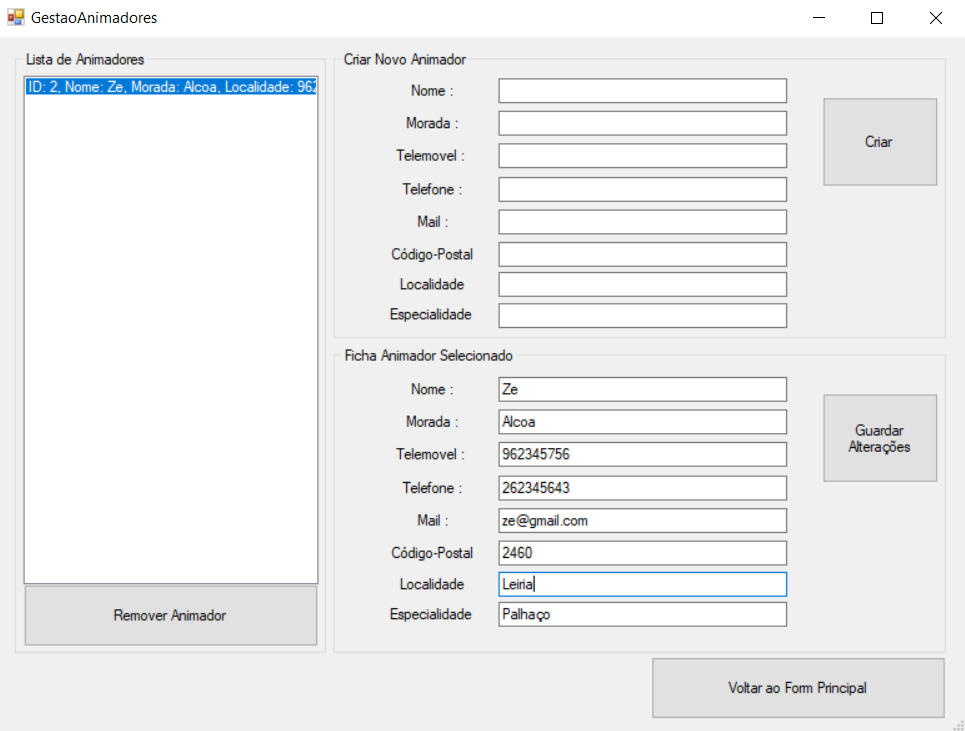 GestaoAnimadores
Lista de Animadores
ID: 2, Nome: Ze, Morada: Alcoa, Localidade: 962
Remover Animador
Criar Novo Animador
Nome :
Morada :
Telemovel :
Telefone :
Mail :
Código-Postal
Localidade
Especialidade
Criar
Ficha Animador Selecionado
Nome : Ze
Morada : Alcoa
Telemovel : 962345756
Telefone : 262345643
Mail : ze@gmail.com
Código-Postal 2460
Localidade Leiria
Especialidade Palhaço
Guardar
Alterações
Voltar ao Form Principal